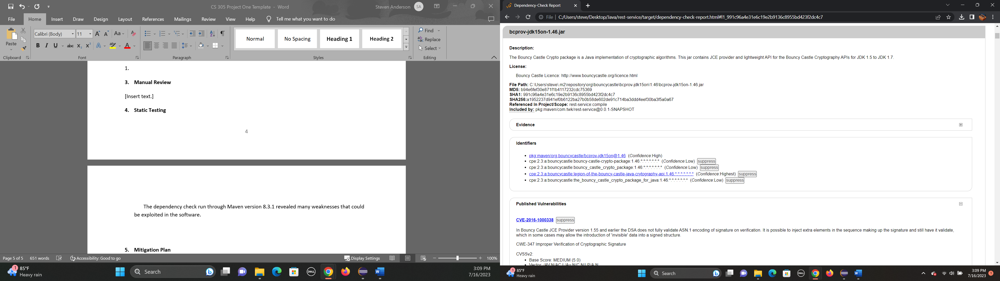 CS 305 Project One Template - Word
Steven Anderson
SA
File Home Insert Draw Design Layout References Mailings Review View Help Tell me what you want to do
Paste
Calibri (Body)
11
Aa
B I U abc X2 X2 A ab A
Normal
No Spacing
Heading 1
Heading 2
Find
Replace
Select
Clipboard
Font
Paragraph
Styles
Editing
1.
3. Manual Review
[Insert text.]
4. Static Testing
4
The dependency check run through Maven version 8.3.1 revealed many weaknesses that could
be exploited in the software.
5. Mitigation Plan
Page 5 of 5 651 words Accessibility: Good to go Display Settings 100%
1
85°F
Heavy rain
Search
DELL
3:09 PM
7/16/2023
Dependency-Check Report
File C:/Users/steve/Desktop/Java/rest-service/target/dependency-check-report.html#l1_991c96a4e31e6c19e2b9136c8955bd423f2dc4c7
bcprov-jdk15on-1.46.jar
Description:
The Bouncy Castle Crypto package is a Java implementation of cryptographic algorithms. This jar contains JCE provider and lightweight API for the Bouncy Castle Cryptography APIs for JDK 1.5 to JDK 1.7.
License:
Bouncy Castle Licence: http://www.bouncycastle.org/licence.html
File Path: C:\Users\steve\.m2\repository\org\bouncycastle\bcprov-jdk15on\1.46\bcprov-jdk15on-1.46.jar
MD5: b94e6fef30e871f1b4117232cdc75369
SHA1: 991c96a4e31e6c19e2b9136c8955bd423f2dc4c7
SHA256:a1952237d941ef0b6122ba27b0b58de602de91c714ba3ddd4eef30ba3f5a0a67
Referenced In Project/Scope: rest-service:compile
Included by: pkg:maven/com.twk/rest-service@0.0.1-SNAPSHOT
Evidence
Identifiers
pkg:maven/org.bouncycastle/bcprov-jdk15on@1.46 (Confidence:High)
cpe:2.3:a:bouncycastle:bouncy-castle-crypto-package:1.46:*:*:*:*:*:*:* (Confidence:Low) suppress
cpe:2.3:a:bouncycastle:bouncy_castle_crypto_package:1.46:*:*:*:*:*:*:* (Confidence:Low) suppress
cpe:2.3:a:bouncycastle:legion-of-the-bouncy-castle-java-crytography-api:1.46:*:*:*:*:*:*:* (Confidence:Highest) suppress
cpe:2.3:a:bouncycastle:the_bouncy_castle_crypto_package_for_java:1.46:*:*:*:*:*:*:* (Confidence:Low) suppress
Published Vulnerabilities
CVE-2016-1000338 suppress
In Bouncy Castle JCE Provider version 1.55 and earlier the DSA does not fully validate ASN.1 encoding of signature on verification. It is possible to inject extra elements in the sequence making up the signature and still have it validate,
which in some cases may allow the introduction of 'invisible' data into a signed structure.
CWE-347 Improper Verification of Cryptographic Signature
CVSSv2:
Base Score: MEDIUM (5.0)
Vector: /AV:N/AC:L/Au:N/C:N/I:P/A:N
1
85°F
Heavy rain
Search
DELL
3:09 PM
7/16/2023
1